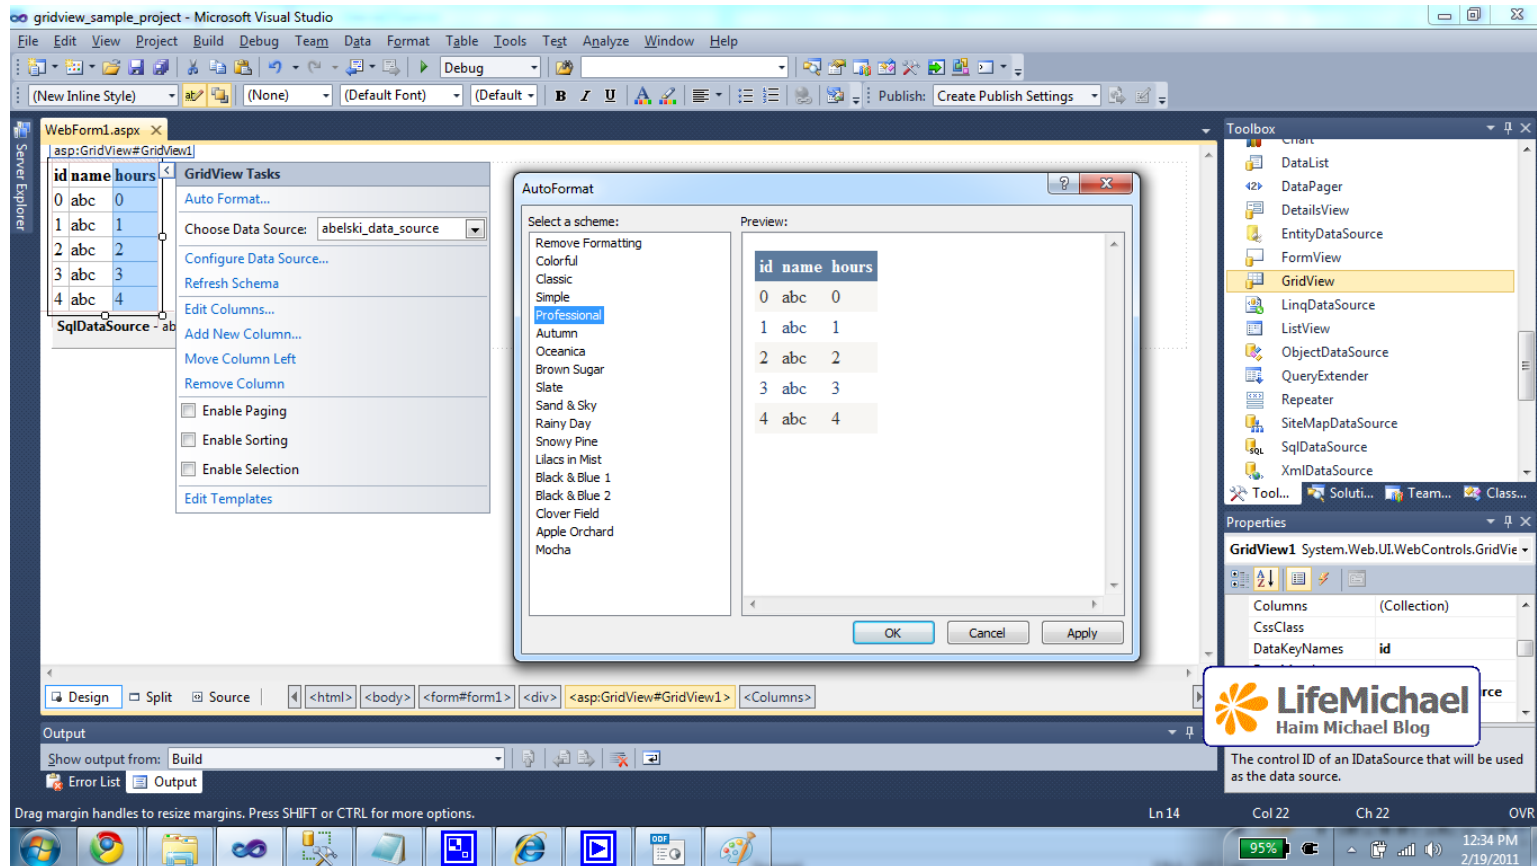 gridview_sample_project - Microsoft Visual Studio
File Edit View Project Build Debug Team Data Format Table Tools Test Analyze Window Help
Debug
(New Inline Style) (None) (Default Font) (Default B I U A Publish: Create Publish Settings
Server Explorer
WebForm1.aspx
asp:GridView#GridView1
id name hours
0 abc 0
1 abc 1
2 abc 2
3 abc 3
4 abc 4
SqlDataSource - ab
GridView Tasks
Auto Format...
Choose Data Source: abelski_data_source
Configure Data Source...
Refresh Schema
Edit Columns...
Add New Column...
Move Column Left
Remove Column
Enable Paging
Enable Sorting
Enable Selection
Edit Templates
AutoFormat
Select a scheme:
Remove Formatting
Colorful
Classic
Simple
Professional
Autumn
Oceanica
Brown Sugar
Slate
Sand & Sky
Rainy Day
Snowy Pine
Lilacs in Mist
Black & Blue 1
Black & Blue 2
Clover Field
Apple Orchard
Mocha
Preview:
id name hours
0 abc 0
1 abc 1
2 abc 2
3 abc 3
4 abc 4
OK Cancel Apply
Toolbox
Chart
DataList
DataPager
DetailsView
EntityDataSource
FormView
GridView
LinqDataSource
ListView
ObjectDataSource
QueryExtender
Repeater
SiteMapDataSource
SqlDataSource
XmlDataSource
Tool... Soluti... Team... Class...
Properties
GridView1 System.Web.UI.WebControls.GridVie
Columns (Collection)
CssClass
DataKeyNames id
rce
LifeMichael
Haim Michael Blog
The control ID of an IDataSource that will be used
as the data source.
Design Split Source <html> <body> <form#form1> <div> <asp:GridView#GridView1> <Columns>
Output
Show output from: Build
Error List Output
Drag margin handles to resize margins. Press SHIFT or CTRL for more options.
Ln 14 Col 22 Ch 22 OVR
ODF
95%
12:34 PM
2/19/2011